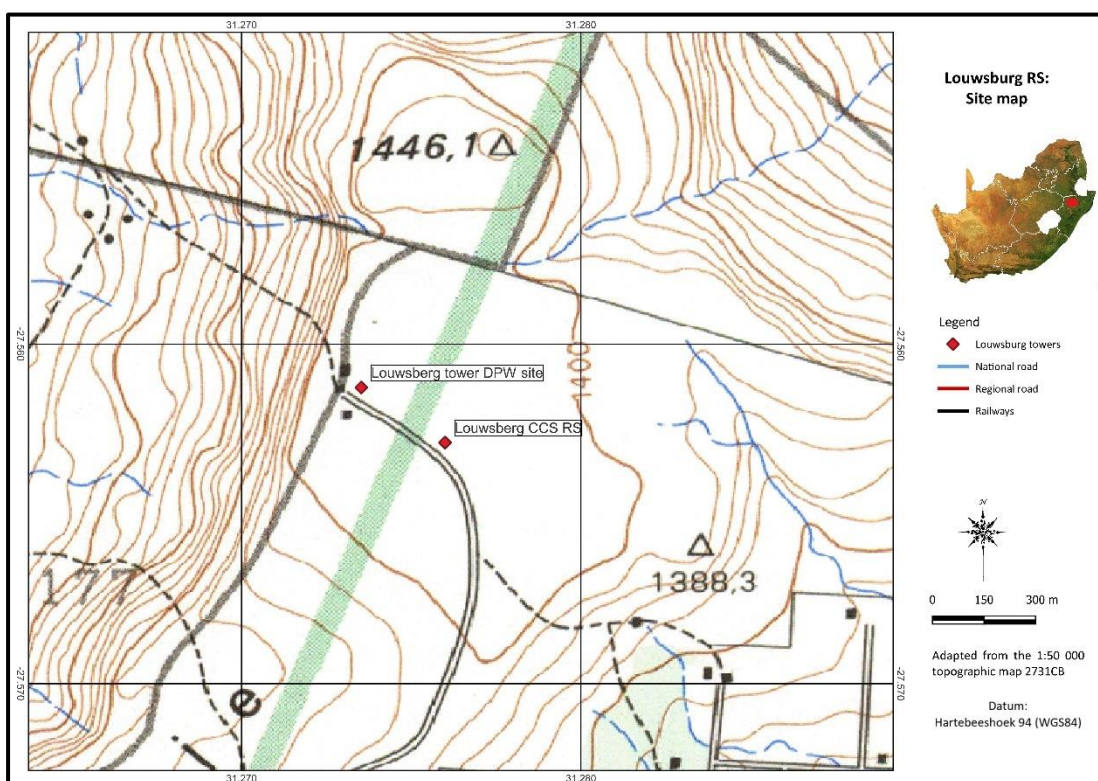 31.270
31.280
-27.560
-27.560
1446,1
1400
Louwsberg tower DPW site
Louwsberg CCS RS
177
1388,3
e
-27.570
-27.570
31.270
31.280
Louwsburg RS:
Site map
Legend
Louwsburg towers
National road
Regional road
Railways
N
0 150 300 m
Adapted from the 1:50 000
topographic map 2731CB
Datum:
Hartebeeshoek 94 (WGS84)